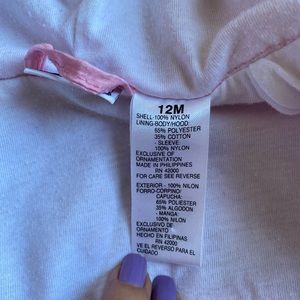 12M
SHELL-100% NYLON
LINING-BODY/HOOD:
65% POLYESTER
35% COTTON
- SLEEVE:
100% NYLON
EXCLUSIVE OF
ORNAMENTATION
MADE IN PHILIPPINES
RN 42000
FOR CARE SEE REVERSE
EXTERIOR - 100% NILON
FORRO-CORPINO/
CAPUCHA:
65% POLIESTER
35% ALGODON
- MANGA:
100% NILON
EXCLUSIVO DE
ORNAMENTO
HECHO EN FILIPINAS
RN 42000
VE EL REVERSO PARA EL